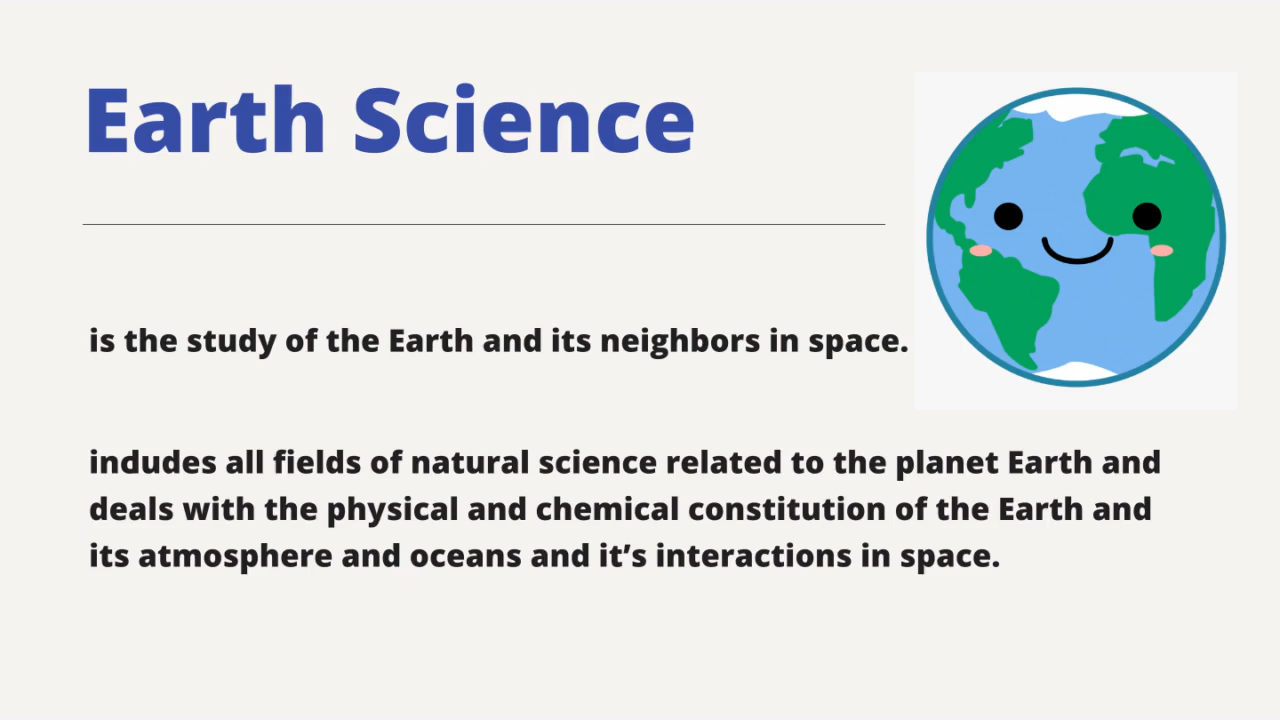 Earth Science
is the study of the Earth and its neighbors in space.
includes all fields of natural science related to the planet Earth and
deals with the physical and chemical constitution of the Earth and
its atmosphere and oceans and it’s interactions in space.